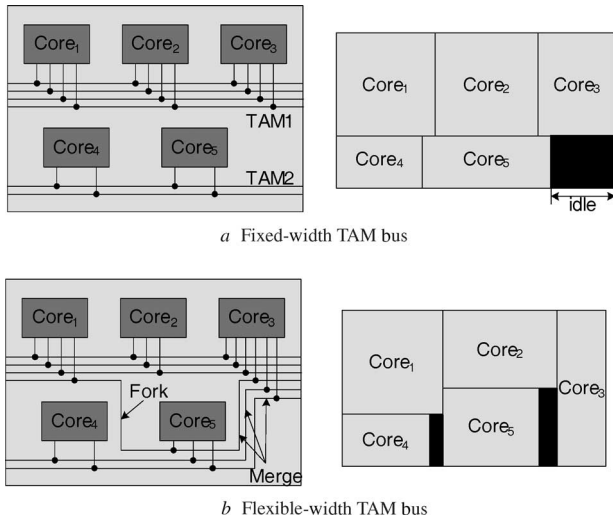 Core1 Core2 Core3
TAM1
Core4 Core5
TAM2
Core1 Core2 Core3
Core4 Core5
idle
a Fixed-width TAM bus
Core1 Core2 Core3
Fork
Core4 Core5
Merge
Core1 Core2 Core3
Core4 Core5
b Flexible-width TAM bus